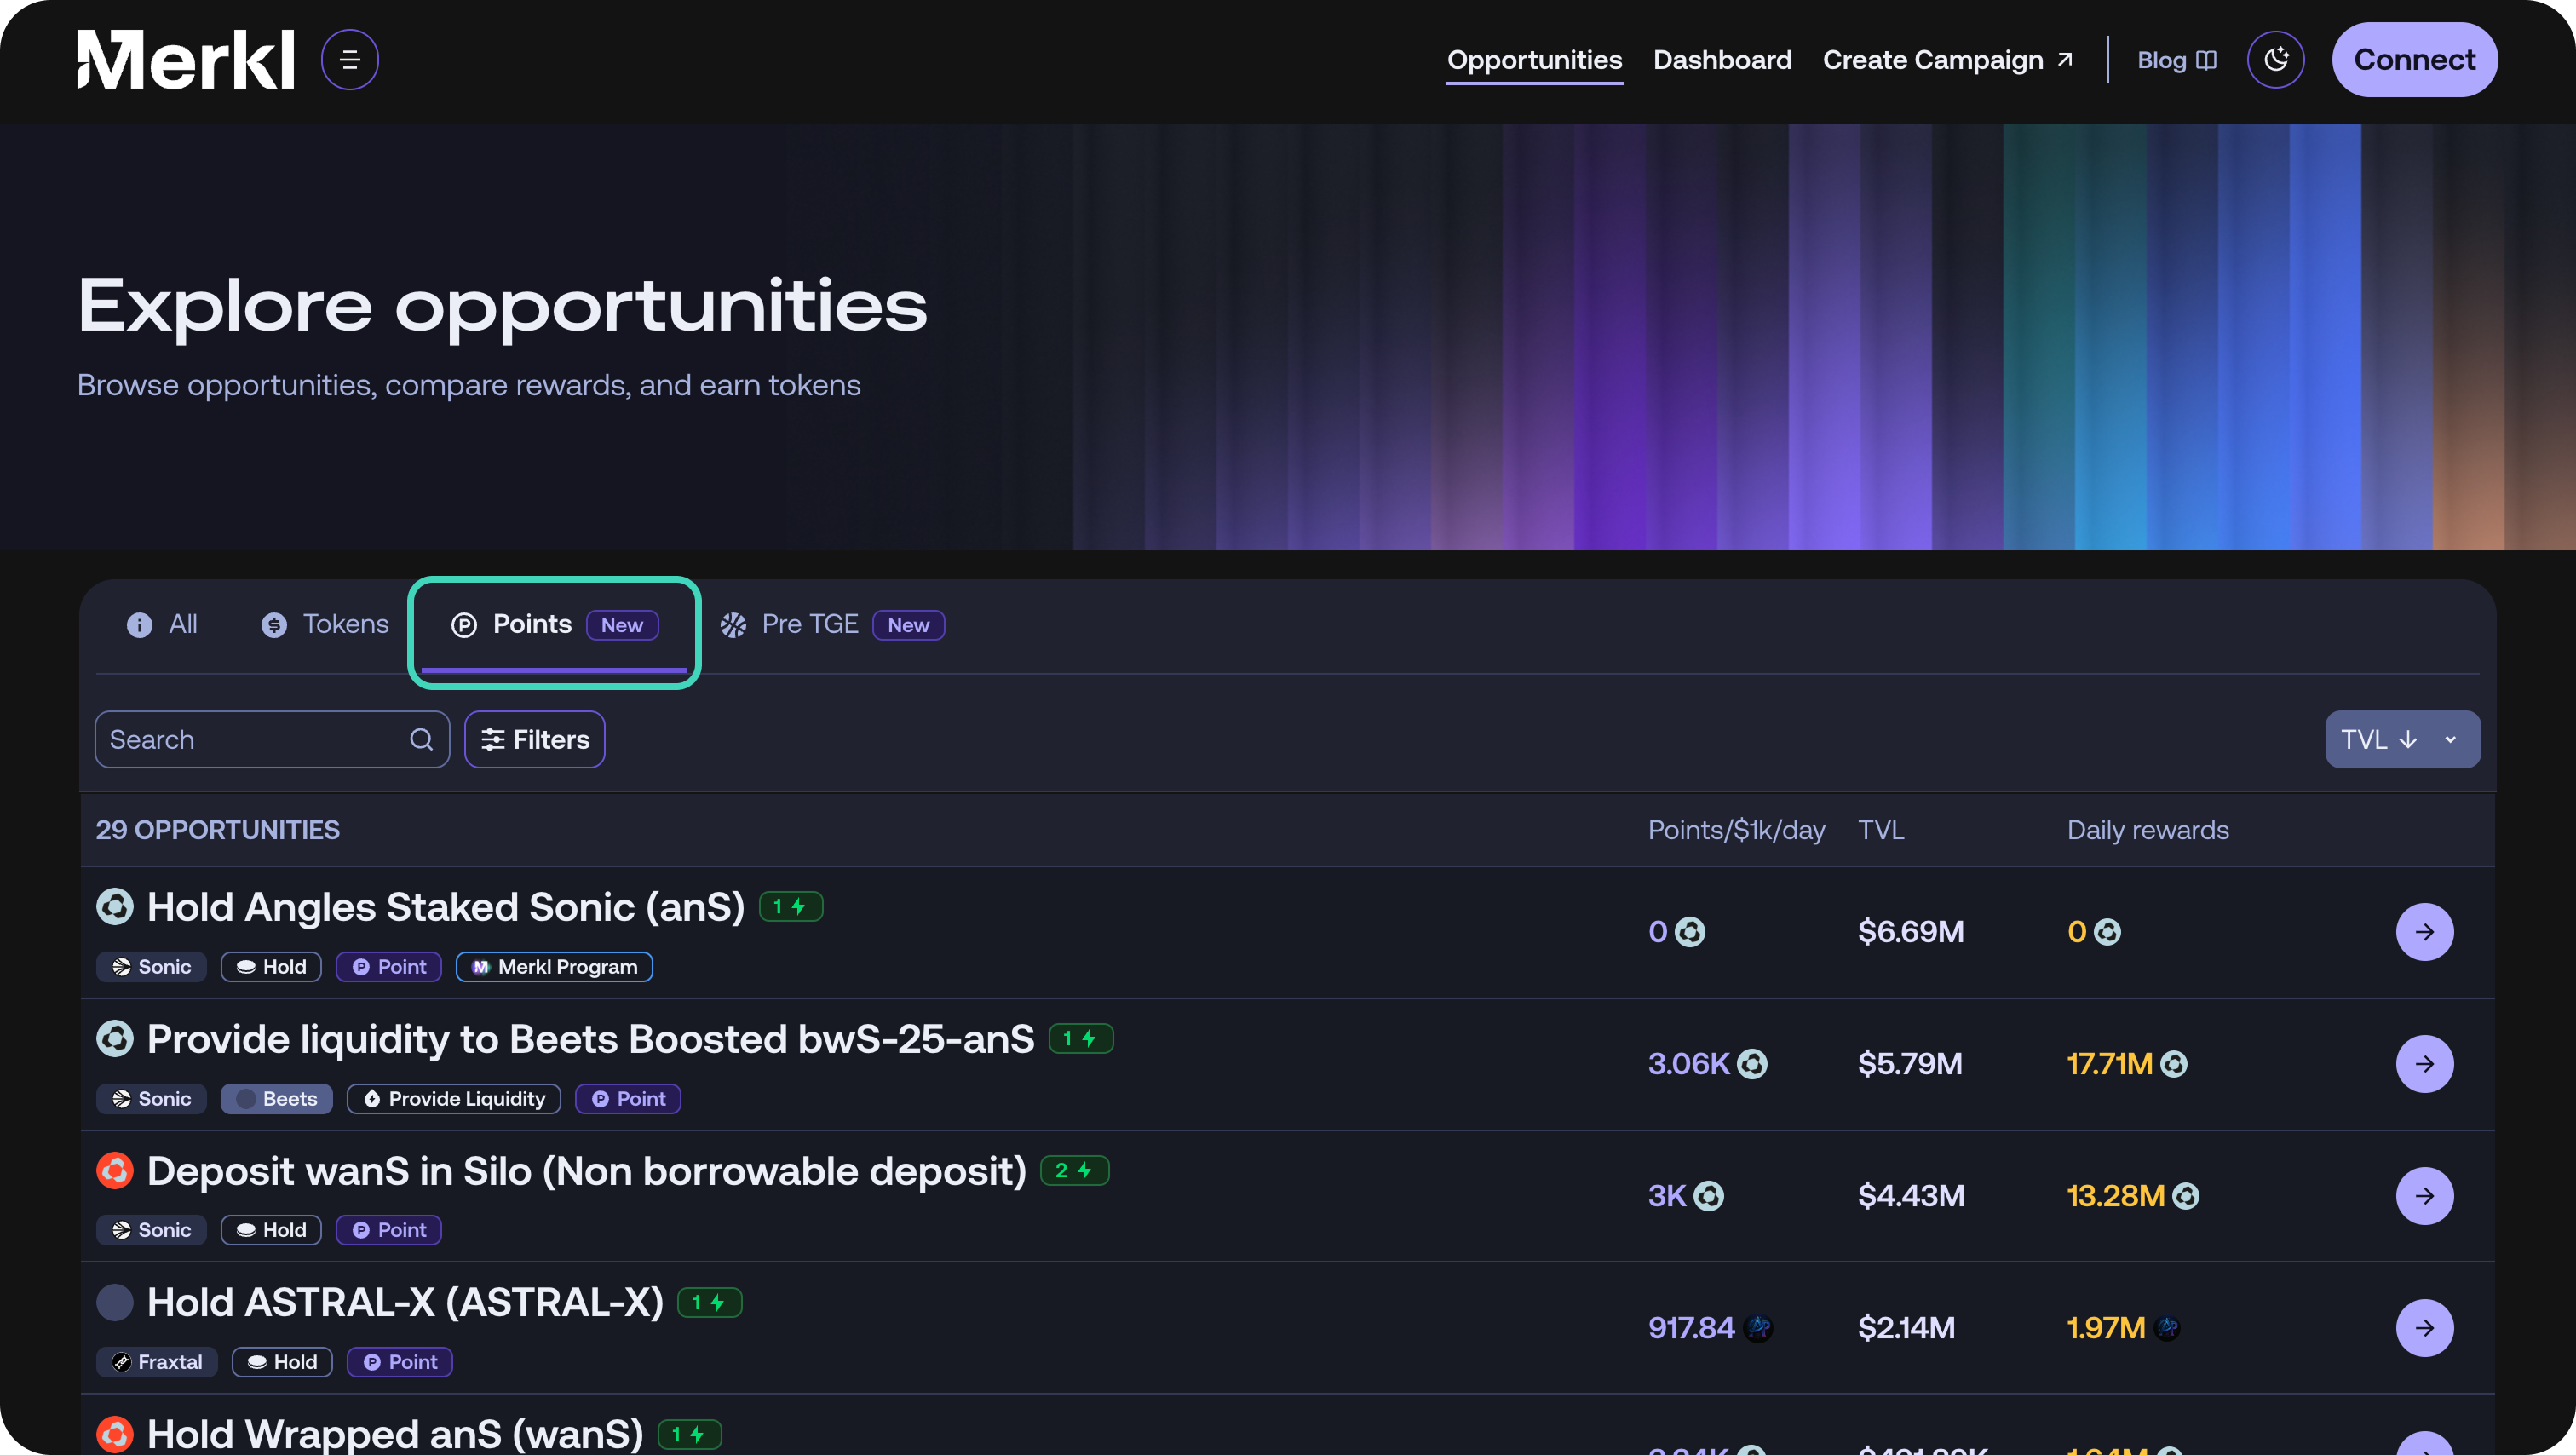 Merkl
Opportunities Dashboard Create Campaign Blog Connect
Explore opportunities
Browse opportunities, compare rewards, and earn tokens
All Tokens Points New Pre TGE New
Search Filters TVL
29 OPPORTUNITIES Points/$1k/day TVL Daily rewards
Hold Angles Staked Sonic (anS) 1
0 $6.69M 0
Sonic Hold Point Merkl Program
Provide liquidity to Beets Boosted bwS-25-anS 1
3.06K $5.79M 17.71M
Sonic Beets Provide Liquidity Point
Deposit wanS in Silo (Non borrowable deposit) 2
3K $4.43M 13.28M
Sonic Hold Point
Hold ASTRAL-X (ASTRAL-X) 1
917.84 $2.14M 1.97M
Fraxtal Hold Point
Hold Wrapped anS (wanS) 1